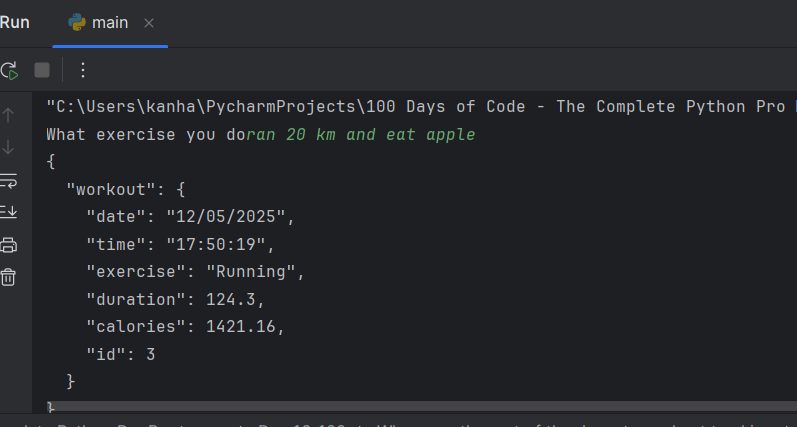 Run main
"C:\Users\kanha\PycharmProjects\100 Days of Code - The Complete Python Pro
What exercise you doran 20 km and eat apple
{
"workout": {
"date": "12/05/2025",
"time": "17:50:19",
"exercise": "Running",
"duration": 124.3,
"calories": 1421.16,
"id": 3
}
}